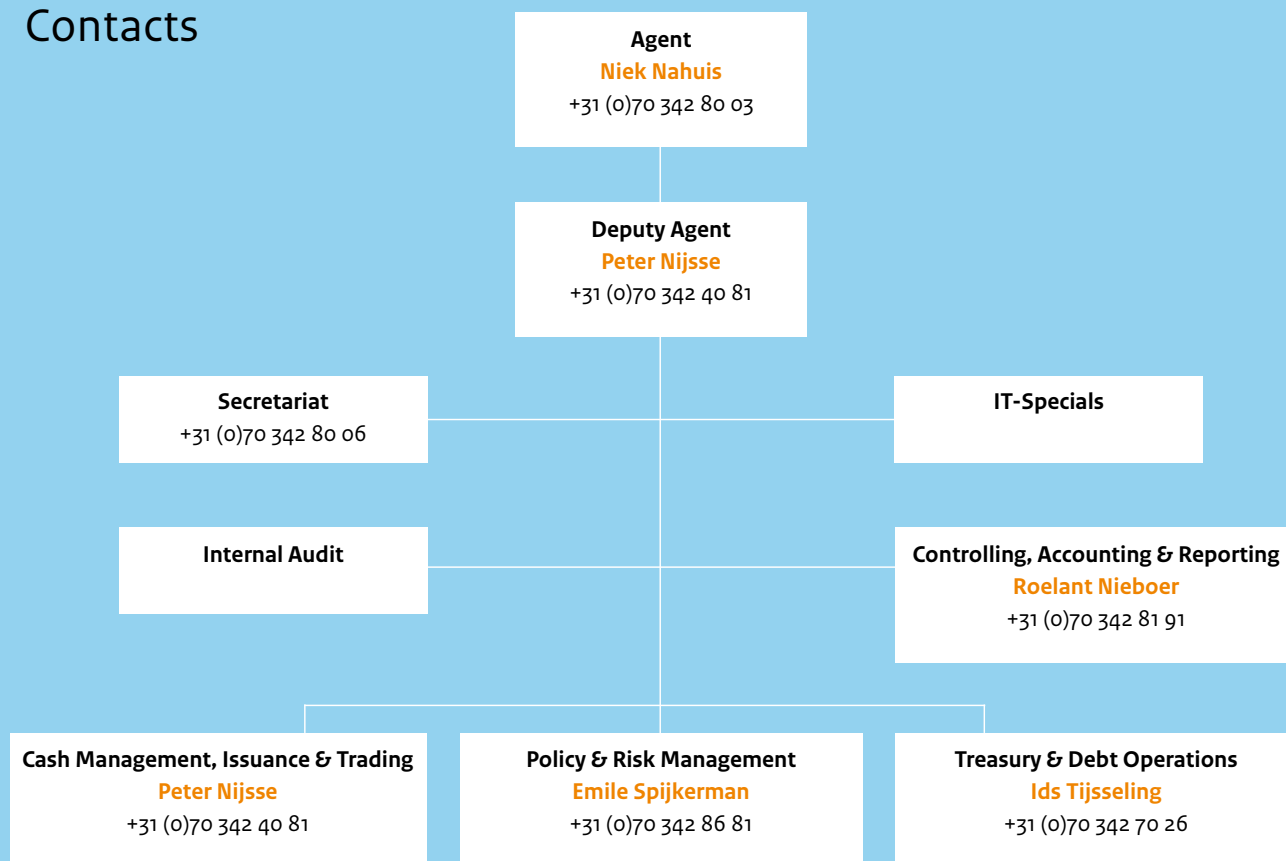 Contacts
Agent
Niek Nahuis
+31 (0)70 342 80 03
Deputy Agent
Peter Nijsse
+31 (0)70 342 40 81
Secretariat
+31 (0)70 342 80 06
IT-Specials
Internal Audit
Controlling, Accounting & Reporting
Roelant Nieboer
+31 (0)70 342 81 91
Cash Management, Issuance & Trading
Peter Nijsse
+31 (0)70 342 40 81
Policy & Risk Management
Emile Spijkerman
+31 (0)70 342 86 81
Treasury & Debt Operations
Ids Tijsseling
+31 (0)70 342 70 26